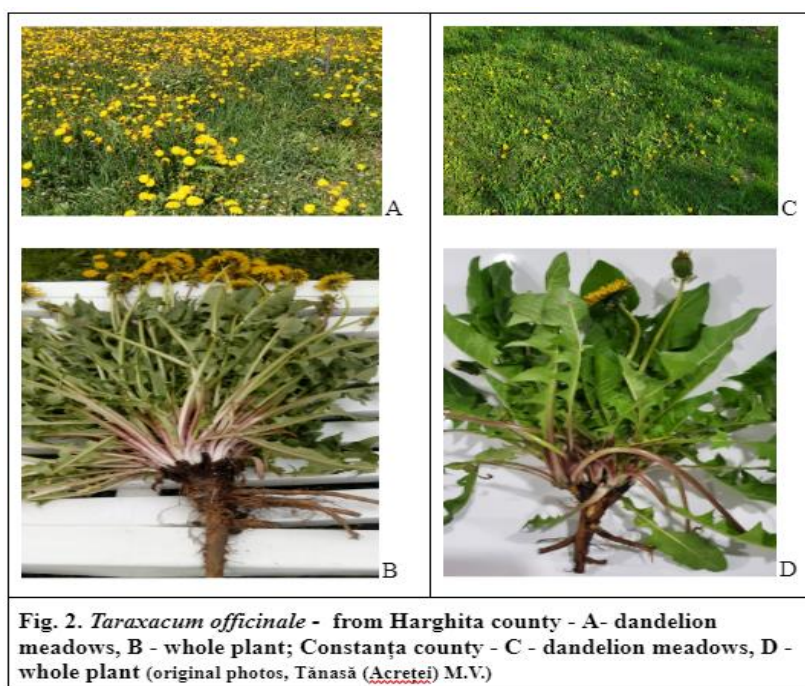 A
C
B
D
Fig. 2. Taraxacum officinale - from Harghita county - A- dandelion
meadows, B - whole plant; Constanța county - C - dandelion meadows, D -
whole plant (original photos, Tănasă (Acreței) M.V.)